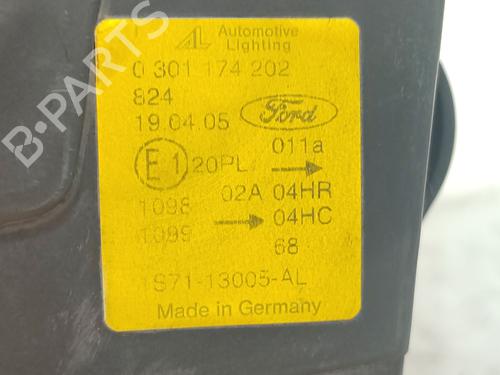 AL Automotive
Lighting
0 301 174 202
824
19.04.05
Ford
011a
E1 20PL
02A 04HR
1098
04HC
1099
68
1S71-13005-AL
Made in Germany
B-PARTS